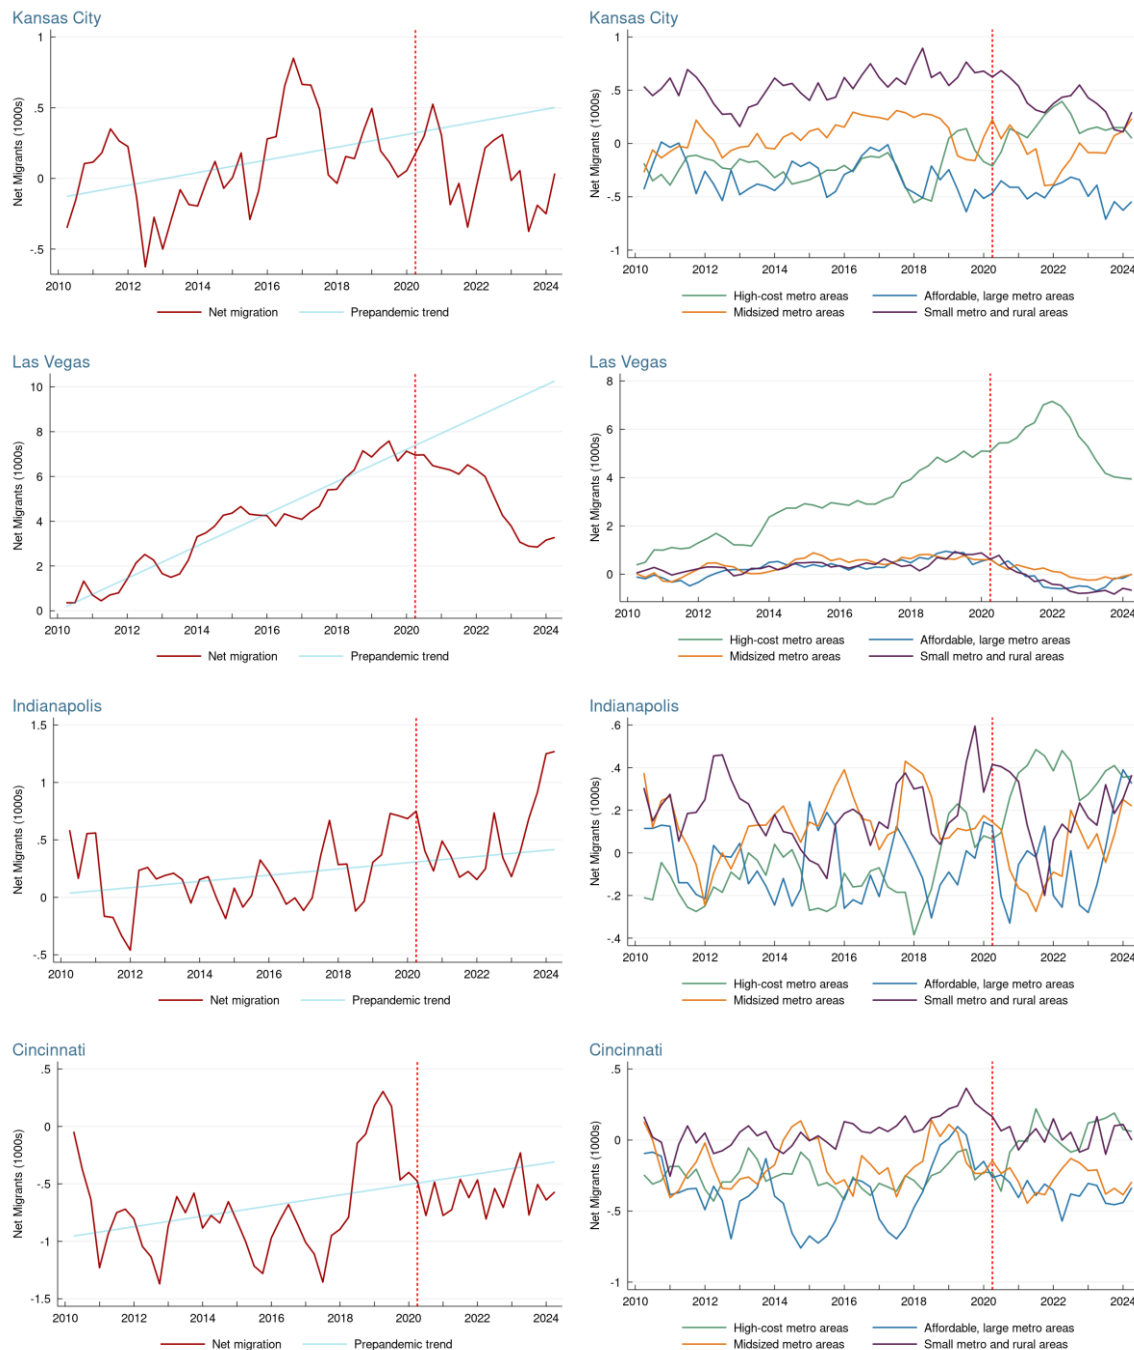 Kansas City
Net Migrants (1000s)
1
.5
0
-.5
2010 2012 2014 2016 2018 2020 2022 2024
Net migration Prepandemic trend
Kansas City
Net Migrants (1000s)
1
.5
0
-.5
-1
2010 2012 2014 2016 2018 2020 2022 2024
High-cost metro areas Affordable, large metro areas
Midsized metro areas Small metro and rural areas
Las Vegas
Net Migrants (1000s)
10
8
6
4
2
0
2010 2012 2014 2016 2018 2020 2022 2024
Net migration Prepandemic trend
Las Vegas
Net Migrants (1000s)
8
6
4
2
0
2010 2012 2014 2016 2018 2020 2022 2024
High-cost metro areas Affordable, large metro areas
Midsized metro areas Small metro and rural areas
Indianapolis
Net Migrants (1000s)
1.5
1
.5
0
-.5
2010 2012 2014 2016 2018 2020 2022 2024
Net migration Prepandemic trend
Indianapolis
Net Migrants (1000s)
.6
.4
.2
0
-.2
-.4
2010 2012 2014 2016 2018 2020 2022 2024
High-cost metro areas Affordable, large metro areas
Midsized metro areas Small metro and rural areas
Cincinnati
Net Migrants (1000s)
.5
0
-.5
-1
-1.5
2010 2012 2014 2016 2018 2020 2022 2024
Net migration Prepandemic trend
Cincinnati
Net Migrants (1000s)
.5
0
-.5
-1
2010 2012 2014 2016 2018 2020 2022 2024
High-cost metro areas Affordable, large metro areas
Midsized metro areas Small metro and rural areas